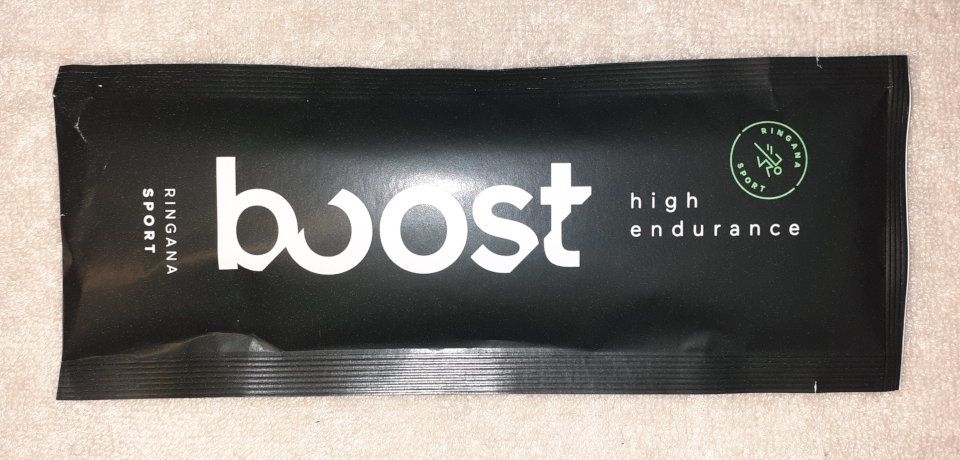 RINGANA
SPORT
boost
high
endurance
RINGANA
SPORT